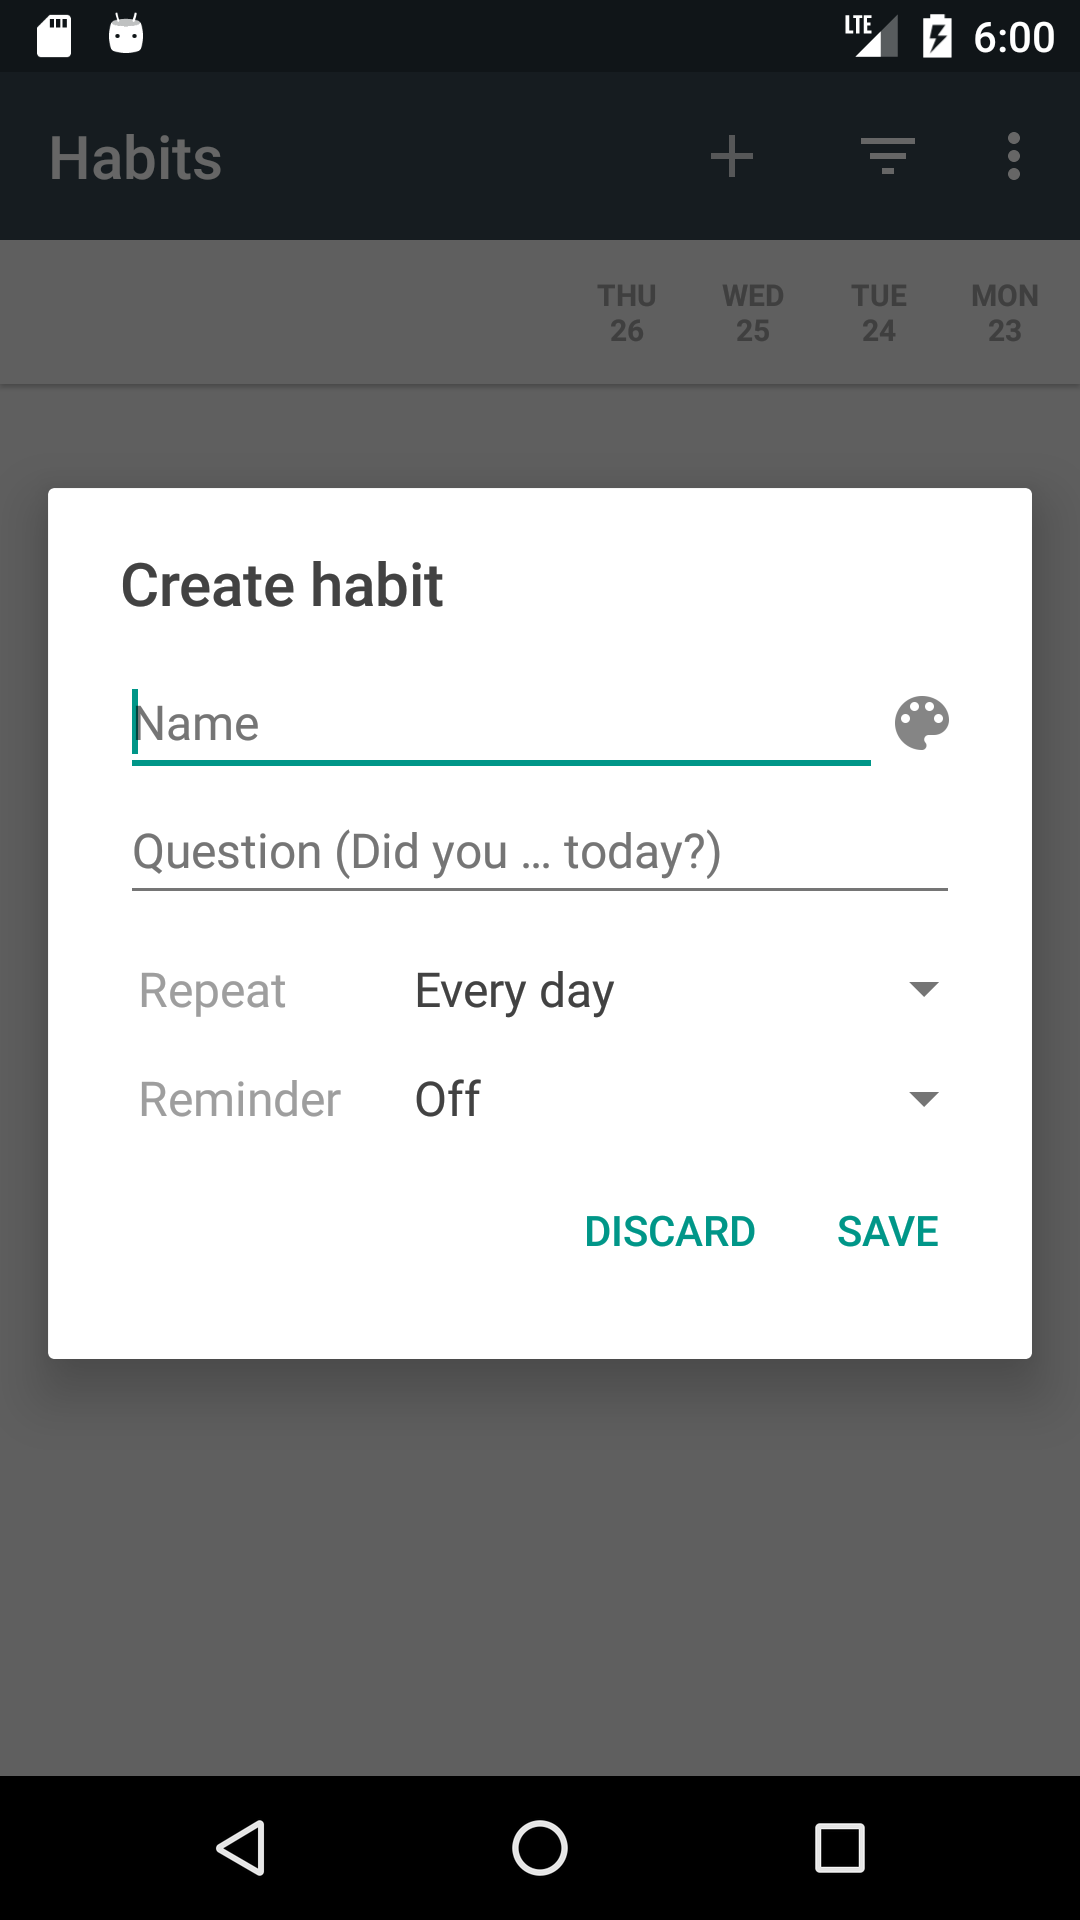 LTE 6:00
Habits
THU WED TUE MON
26 25 24 23
Create habit
Name
Question (Did you ... today?)
Repeat Every day
Reminder Off
DISCARD SAVE